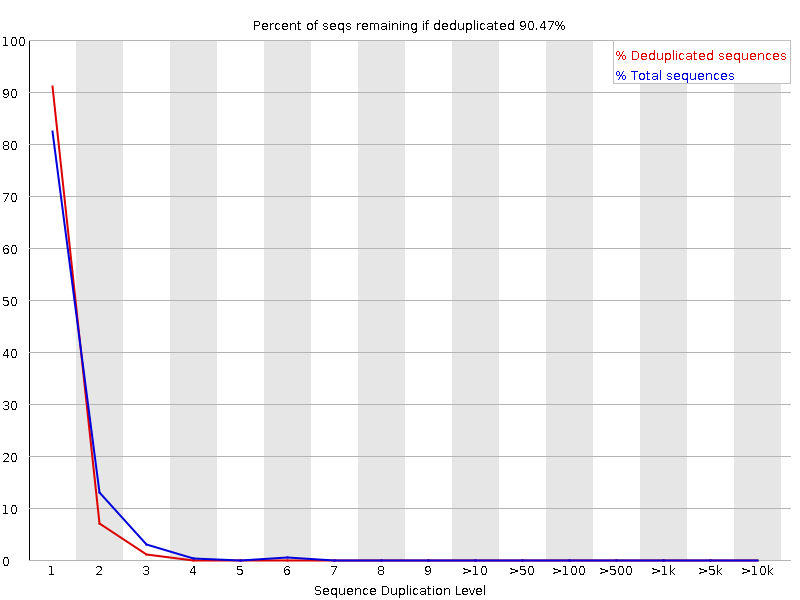 Percent of seqs remaining if deduplicated 90.47%
% Deduplicated sequences
% Total sequences
100
90
80
70
60
50
40
30
20
10
0
1 2 3 4 5 6 7 8 9 >10 >50 >100 >500 >1k >5k >10k
Sequence Duplication Level